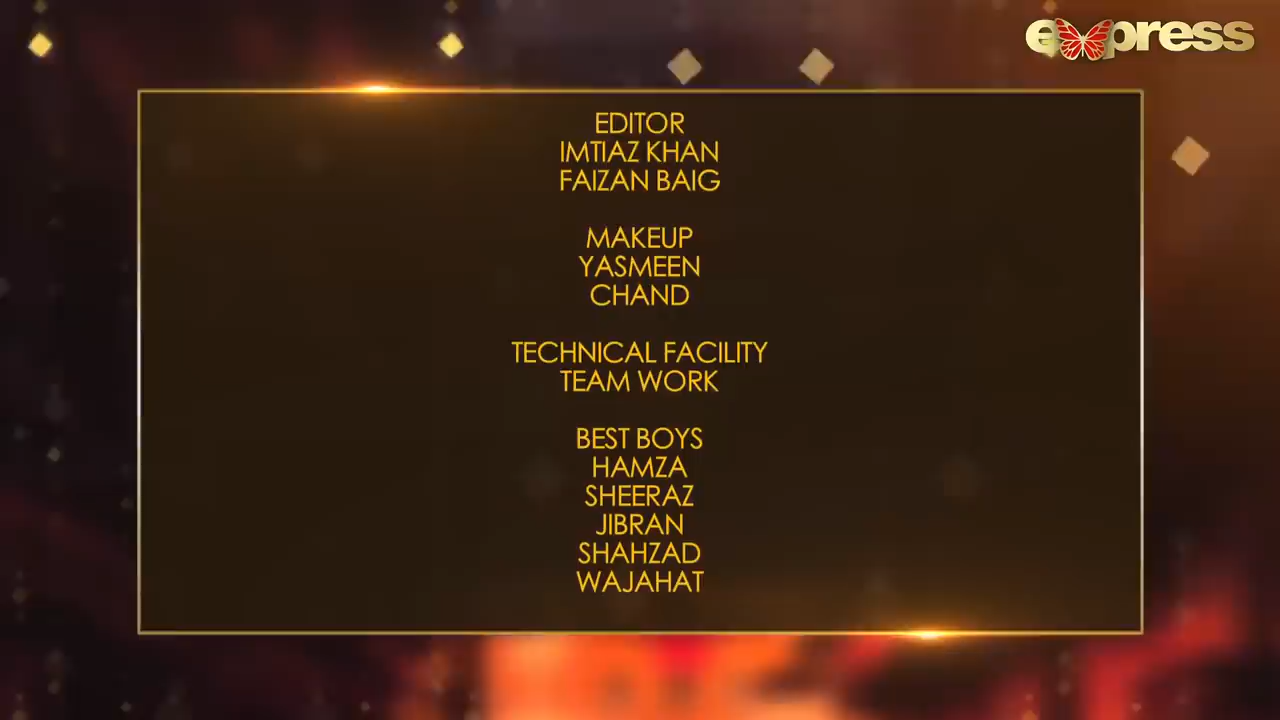 express
EDITOR
IMTIAZ KHAN
FAIZAN BAIG
MAKEUP
YASMEEN
CHAND
TECHNICAL FACILITY
TEAM WORK
BEST BOYS
HAMZA
SHEERAZ
JIBRAN
SHAHZAD
WAJAHAT